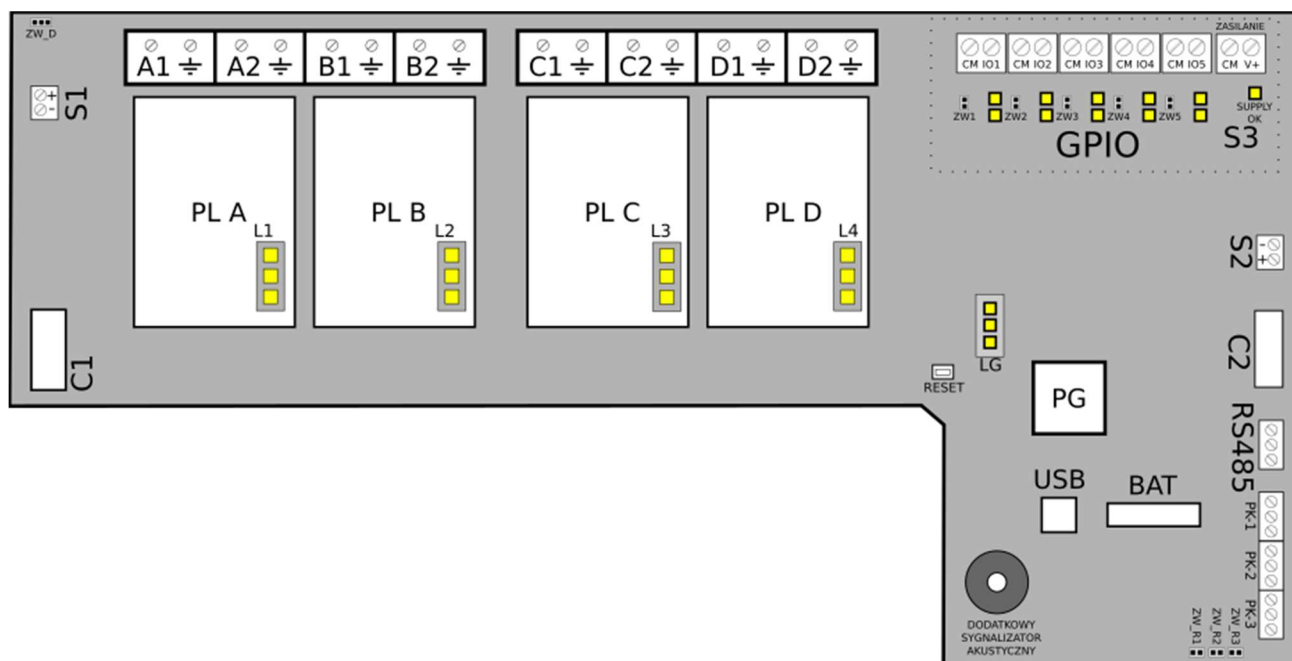 ZW_D
S1
+
-
A1 ⏚ A2 ⏚ B1 ⏚ B2 ⏚
C1 ⏚ C2 ⏚ D1 ⏚ D2 ⏚
ZASILANIE
CM IO1 CM IO2 CM IO3 CM IO4 CM IO5 CM V+
ZW1 ZW2 ZW3 ZW4 ZW5
SUPPLY
OK
GPIO
S3
PL A
L1
PL B
L2
PL C
L3
PL D
L4
S2
-
+
C1
LG
C2
RESET
PG
RS485
USB
BAT
PK-1
PK-2
PK-3
DODATKOWY
SYGNALIZATOR
AKUSTYCZNY
ZW_R1
ZW_R2
ZW_R3